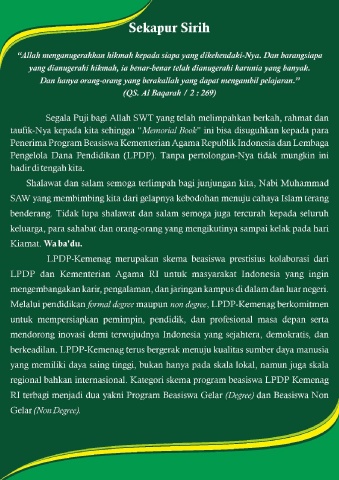 Sekapur Sirih
“Allah menganugerahkan hikmah kepada siapa yang dikehendaki-Nya. Dan barangsiapa
yang dianugerahi hikmah, ia benar-benar telah dianugerahi karunia yang banyak.
Dan hanya orang-orang yang berakallah yang dapat mengambil pelajaran.”
(QS. Al Baqarah / 2 : 269)
Segala Puji bagi Allah SWT yang telah melimpahkan berkah, rahmat dan
taufik-Nya kepada kita sehingga “Memorial Book” ini bisa disuguhkan kepada para
Penerima Program Beasiswa Kementerian Agama Republik Indonesia dan Lembaga
Pengelola Dana Pendidikan (LPDP). Tanpa pertolongan-Nya tidak mungkin ini
hadir di tengah kita.
Shalawat dan salam semoga terlimpah bagi junjungan kita, Nabi Muhammad
SAW yang membimbing kita dari gelapnya kebodohan menuju cahaya Islam terang
benderang. Tidak lupa shalawat dan salam semoga juga tercurah kepada seluruh
keluarga, para sahabat dan orang-orang yang mengikutinya sampai kelak pada hari
Kiamat. Wa ba’du.
LPDP-Kemenag merupakan skema beasiswa prestisius kolaborasi dari
LPDP dan Kementerian Agama RI untuk masyarakat Indonesia yang ingin
mengembangakan karir, pengalaman, dan jaringan kampus di dalam dan luar negeri.
Melalui pendidikan formal degree maupun non degree, LPDP-Kemenag berkomitmen
untuk mempersiapkan pemimpin, pendidik, dan profesional masa depan serta
mendorong inovasi demi terwujudnya Indonesia yang sejahtera, demokratis, dan
berkeadilan. LPDP-Kemenag terus bergerak menuju kualitas sumber daya manusia
yang memiliki daya saing tinggi, bukan hanya pada skala lokal, namun juga skala
regional bahkan internasional. Kategori skema program beasiswa LPDP Kemenag
RI terbagi menjadi dua yakni Program Beasiswa Gelar (Degree) dan Beasiswa Non
Gelar (Non Degree).